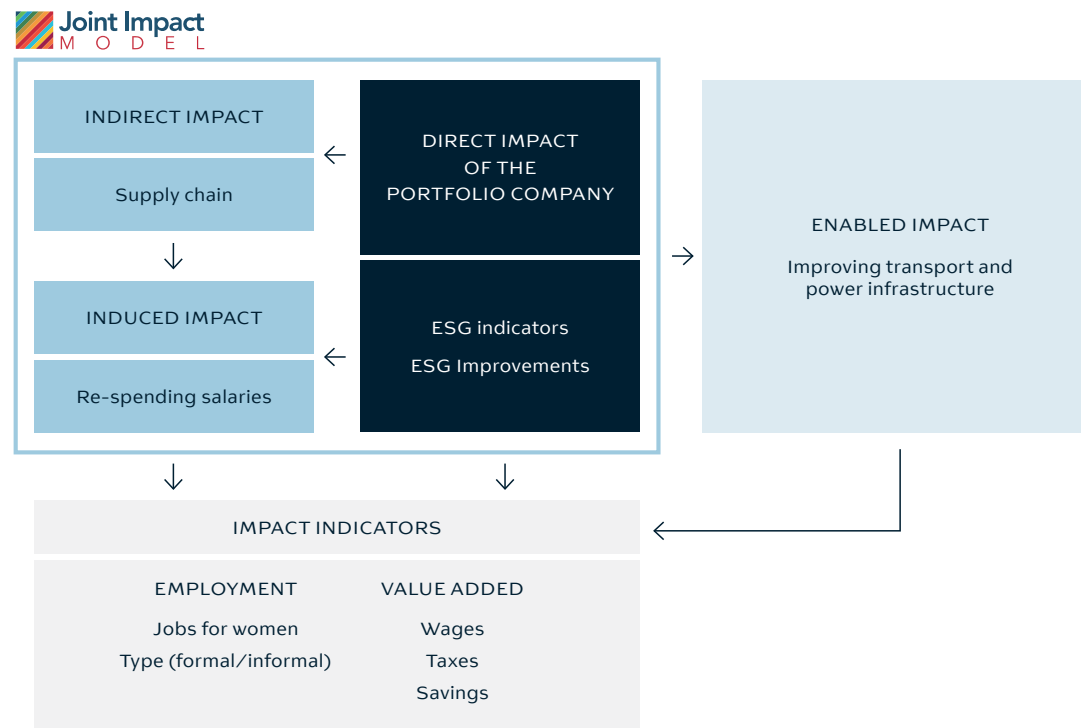 Joint Impact
MODEL
INDIRECT IMPACT
Supply chain
INDUCED IMPACT
Re-spending salaries
DIRECT IMPACT
OF THE
PORTFOLIO COMPANY
ESG indicators
ESG Improvements
ENABLED IMPACT
Improving transport and
power infrastructure
IMPACT INDICATORS
EMPLOYMENT
Jobs for women
Type (formal/informal)
VALUE ADDED
Wages
Taxes
Savings